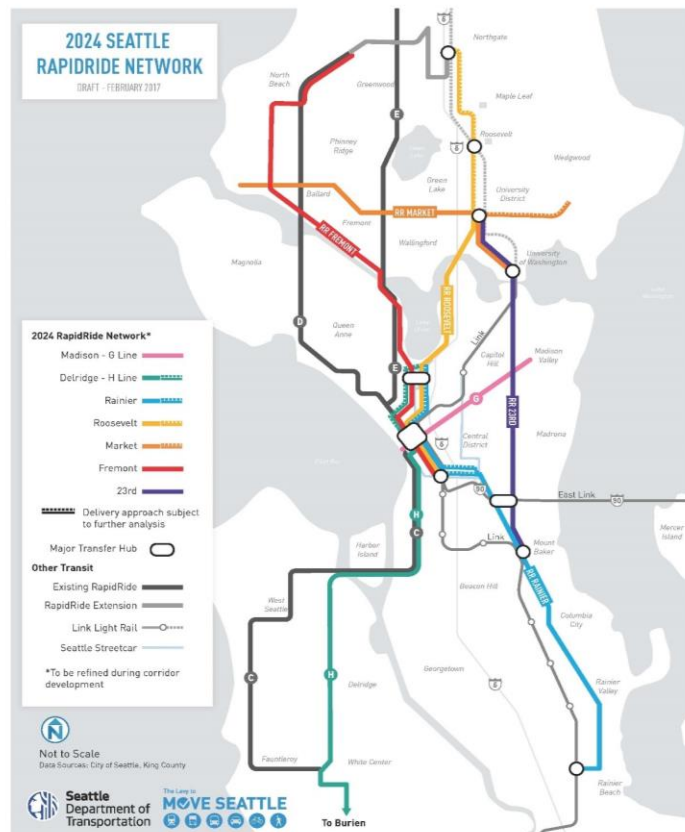 2024 SEATTLE
RAPIDRIDE NETWORK
DRAFT - FEBRUARY 2017
Northgate
North
Beach
Greenwood
Maple Leaf
E
Roosevelt
Phinney
Ridge
Wedgwood
Green
Lake
University
District
Ballard
Fremont
RR MARKET
Wallingford
RR FREMONT
University
of Washington
Magnolia
RR ROOSEVELT
D
Queen
Anne
Link
Capitol
Hill
Madison
Valley
E
G
RR 23RD
Madrona
Central
District
90
East Link
90
H
C
Link
Mount
Baker
Mercer
Island
Harbor
Island
RR RAINIER
Beacon Hill
West
Seattle
Columbia
City
Georgetown
C
H
Delridge
Rainier
Valley
Fauntleroy
White Center
Rainier
Beach
To Burien
2024 RapidRide Network*
Madison - G Line
Delridge - H Line
Rainier
Roosevelt
Market
Fremont
23rd
Delivery approach subject
to further analysis
Major Transfer Hub
Other Transit
Existing RapidRide
RapidRide Extension
Link Light Rail
Seattle Streetcar
*To be refined during corridor
development
N
Not to Scale
Data Sources: City of Seattle, King County
Seattle
Department of
Transportation
The Levy to
MOVE SEATTLE